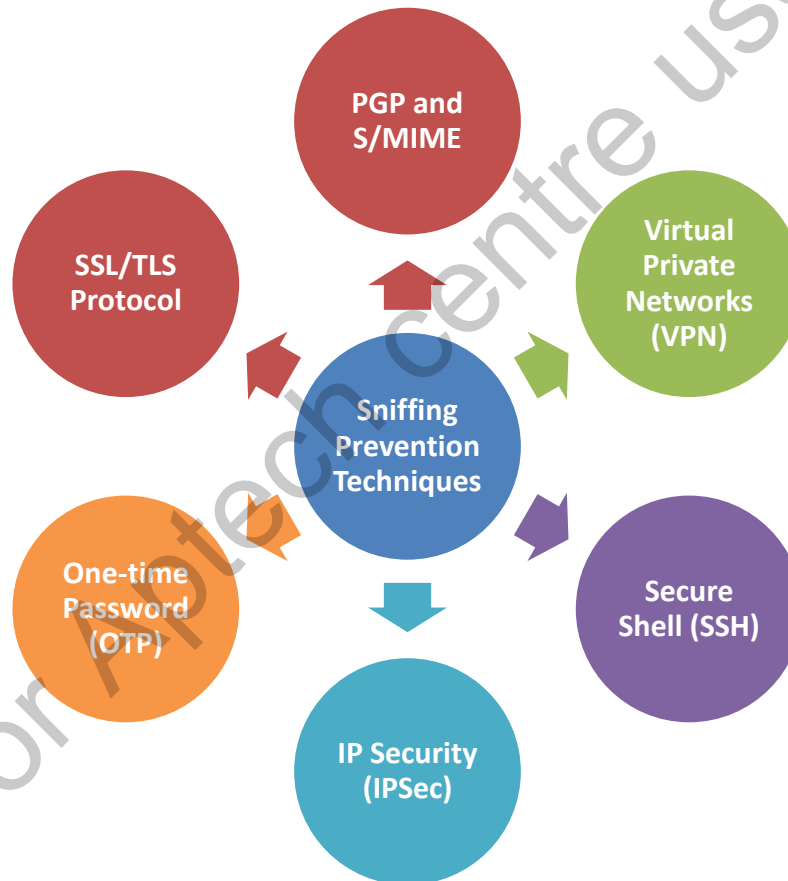 PGP and
S/MIME
Virtual
Private
Networks
(VPN)
SSL/TLS
Protocol
Sniffing
Prevention
Techniques
One-time
Password
(OTP)
Secure
Shell (SSH)
IP Security
(IPSec)
or Aptech centre us